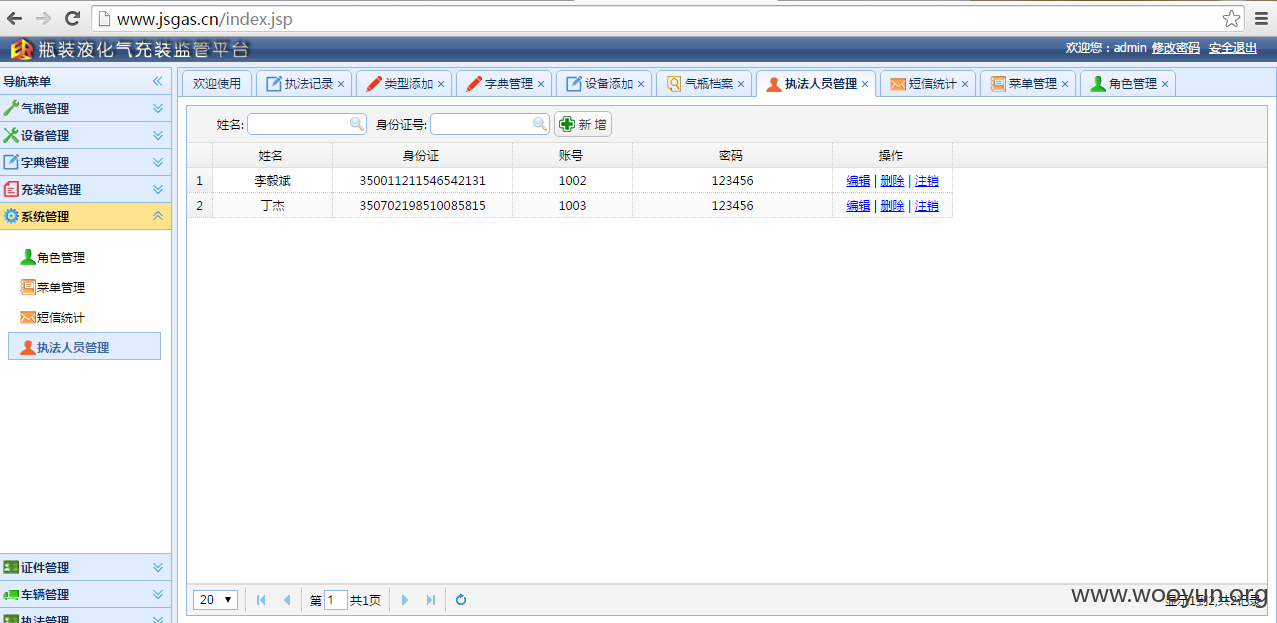 www.jsgas.cn/index.jsp
瓶装液化气充装监管平台
欢迎您：admin 修改密码 安全退出
导航菜单
气瓶管理
设备管理
字典管理
充装站管理
系统管理
角色管理
菜单管理
短信统计
执法人员管理
证件管理
车辆管理
执法管理
欢迎使用 执法记录 × 类型添加 × 字典管理 × 设备添加 × 气瓶档案 × 执法人员管理 × 短信统计 × 菜单管理 × 角色管理 ×
姓名: 身份证号: 新 增
姓名 身份证 账号 密码 操作
1 李毅斌 350011211546542131 1002 123456 编辑 | 删除 | 注销
2 丁杰 350702198510085815 1003 123456 编辑 | 删除 | 注销
20 第 1 共1页
显示1到2,共2记录
www.wooyun.org